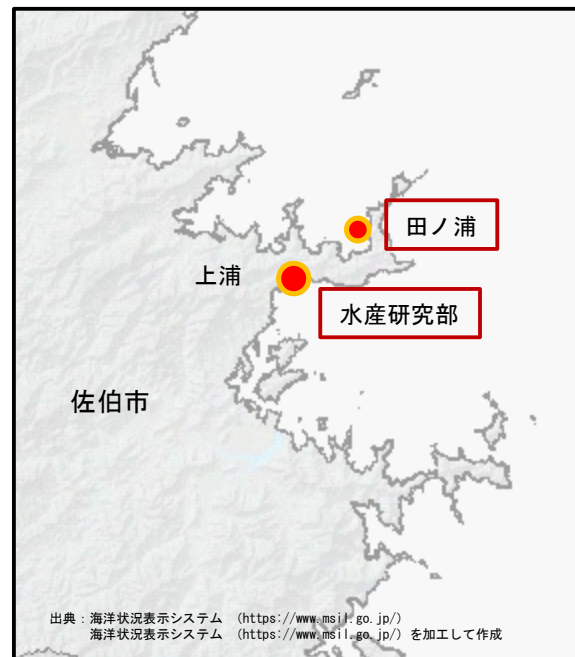 田ノ浦
上浦
水産研究部
佐伯市
出典：海洋状況表示システム （https://www.msil.go.jp/）
海洋状況表示システム （https://www.msil.go.jp/）を加工して作成